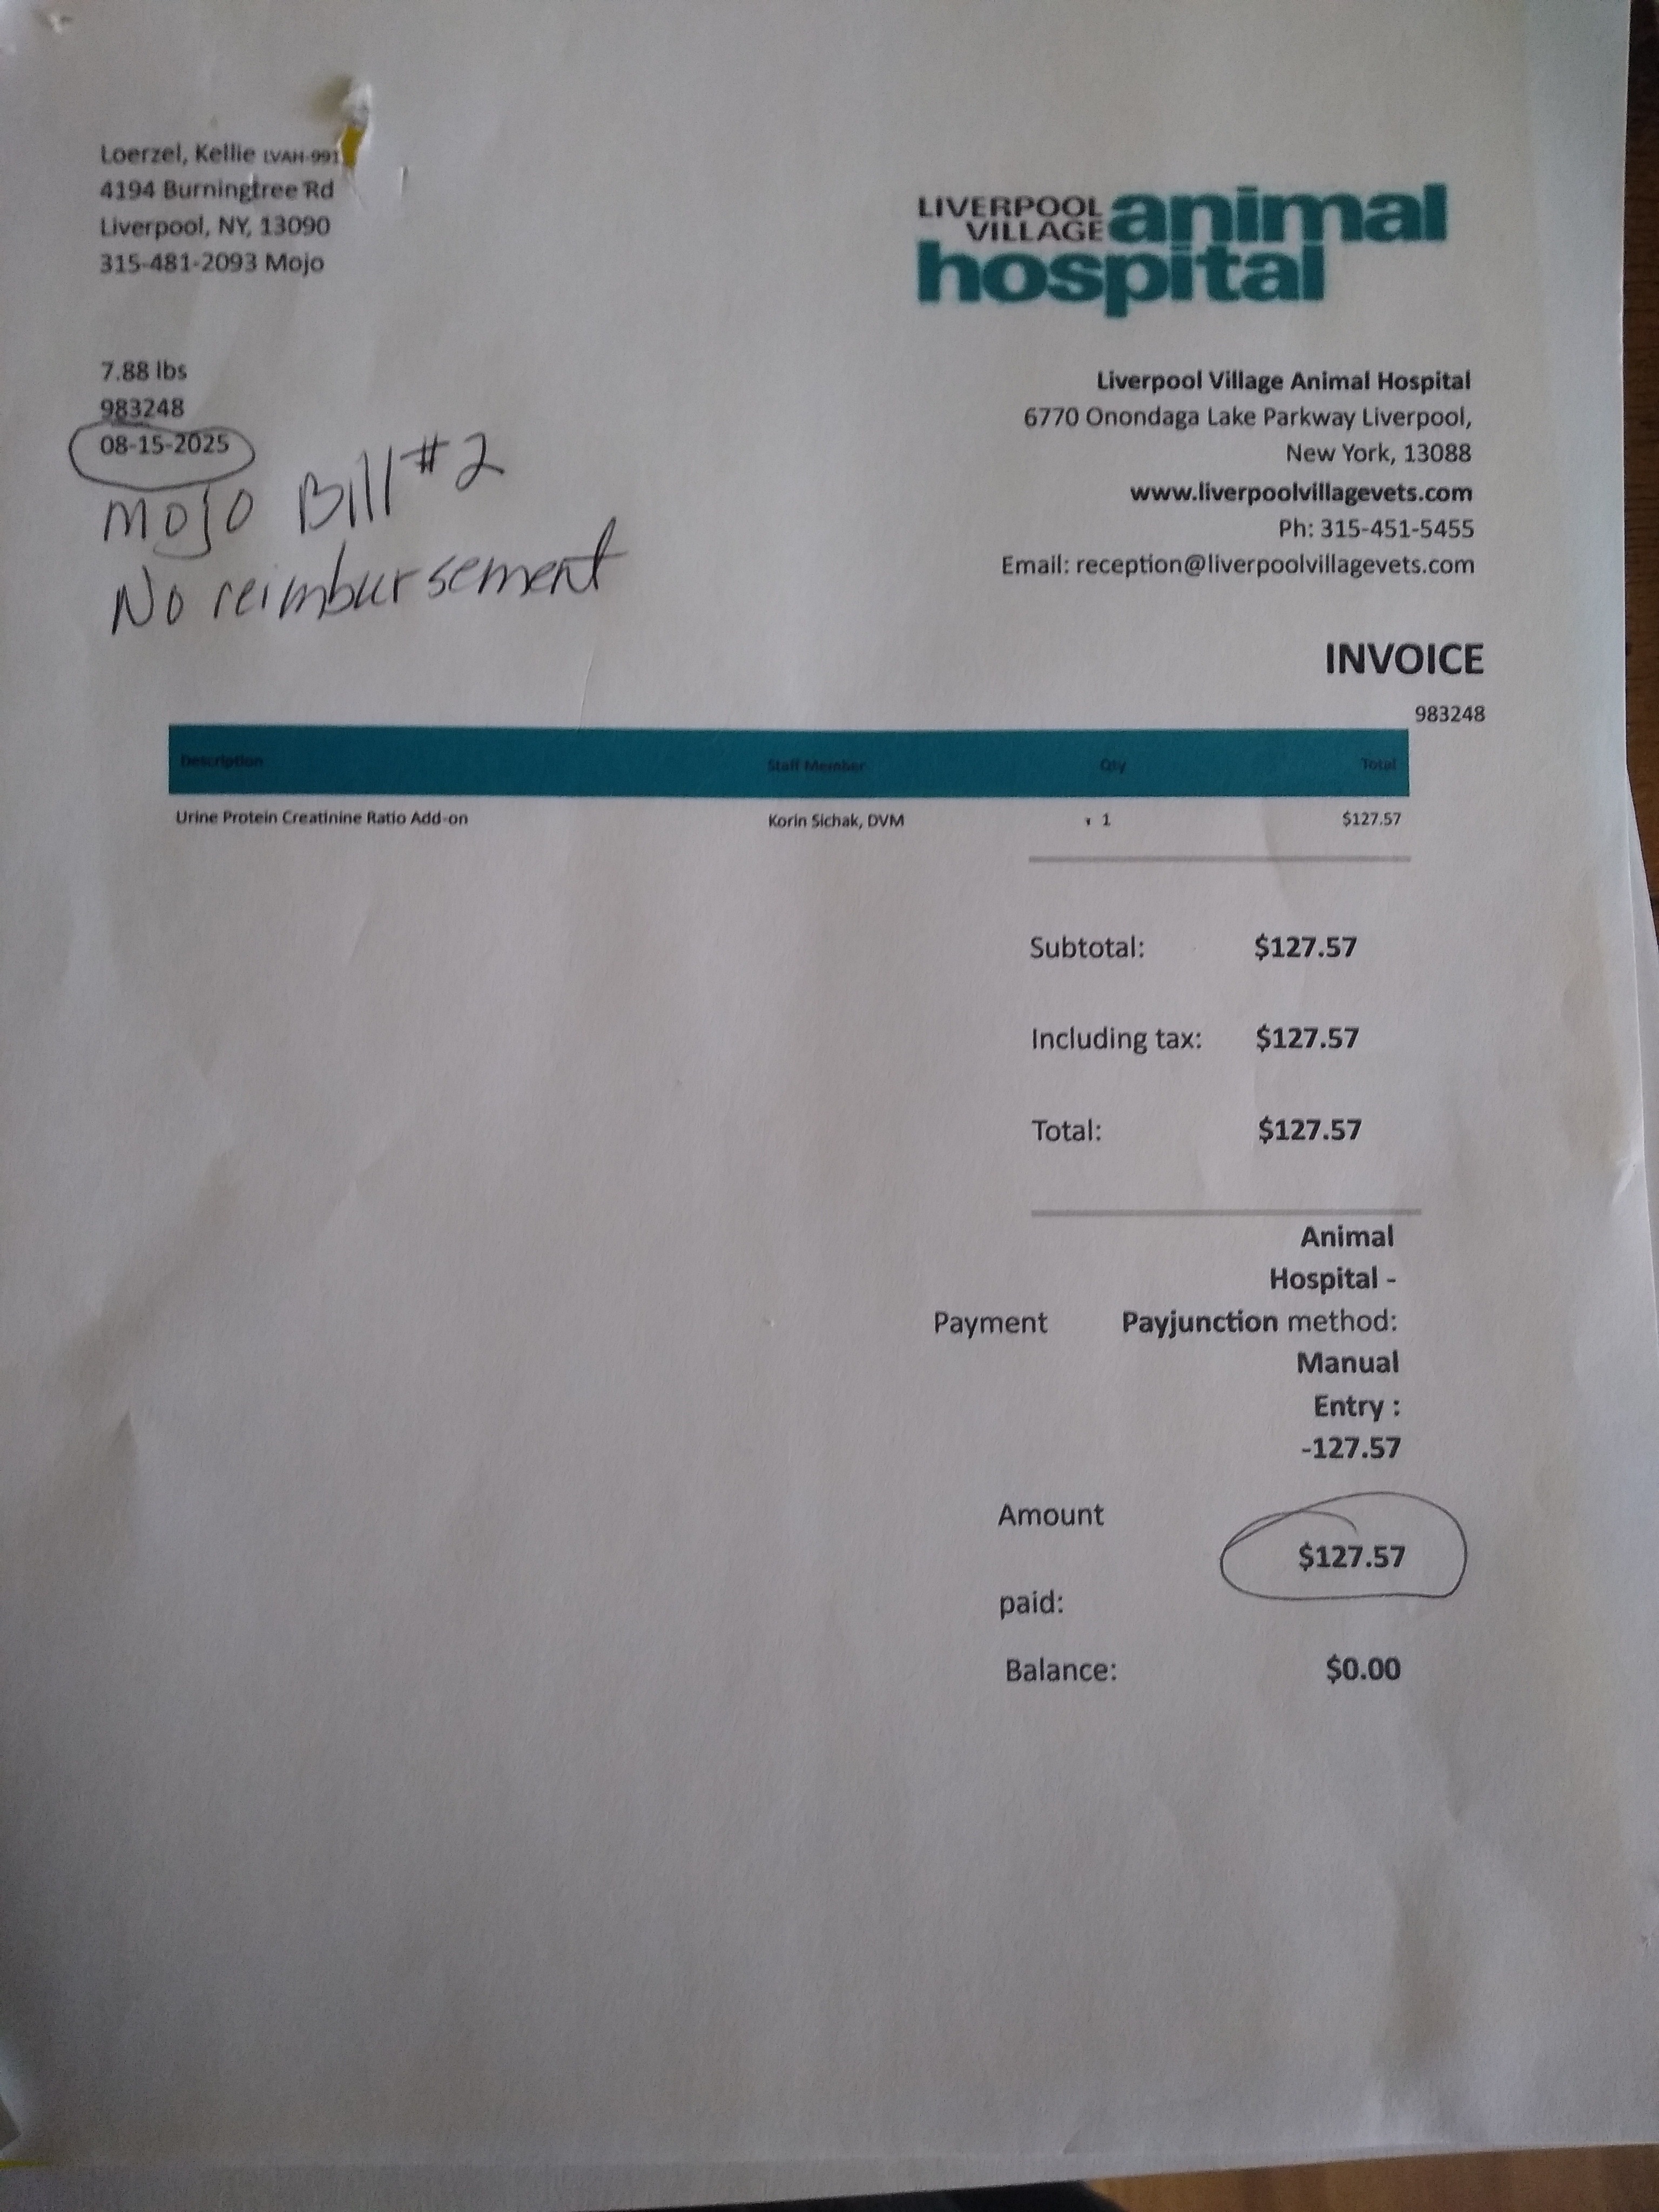 Loerzel, Kellie LVAH-991
4194 Burningtree Rd
Liverpool, NY, 13090
315-481-2093 Mojo
LIVERPOOL VILLAGE animal hospital
7.88 lbs
983248
08-15-2025
Mojo Bill #2
No reimbursement
Liverpool Village Animal Hospital
6770 Onondaga Lake Parkway Liverpool,
New York, 13088
www.liverpoolvillagevets.com
Ph: 315-451-5455
Email: reception@liverpoolvillagevets.com
INVOICE
983248
Description Staff Member Qty Total
Urine Protein Creatinine Ratio Add-on Korin Sichak, DVM 1 $127.57
Subtotal: $127.57
Including tax: $127.57
Total: $127.57
Animal
Hospital -
Payment Payjunction method:
Manual
Entry :
-127.57
Amount
$127.57
paid:
Balance: $0.00